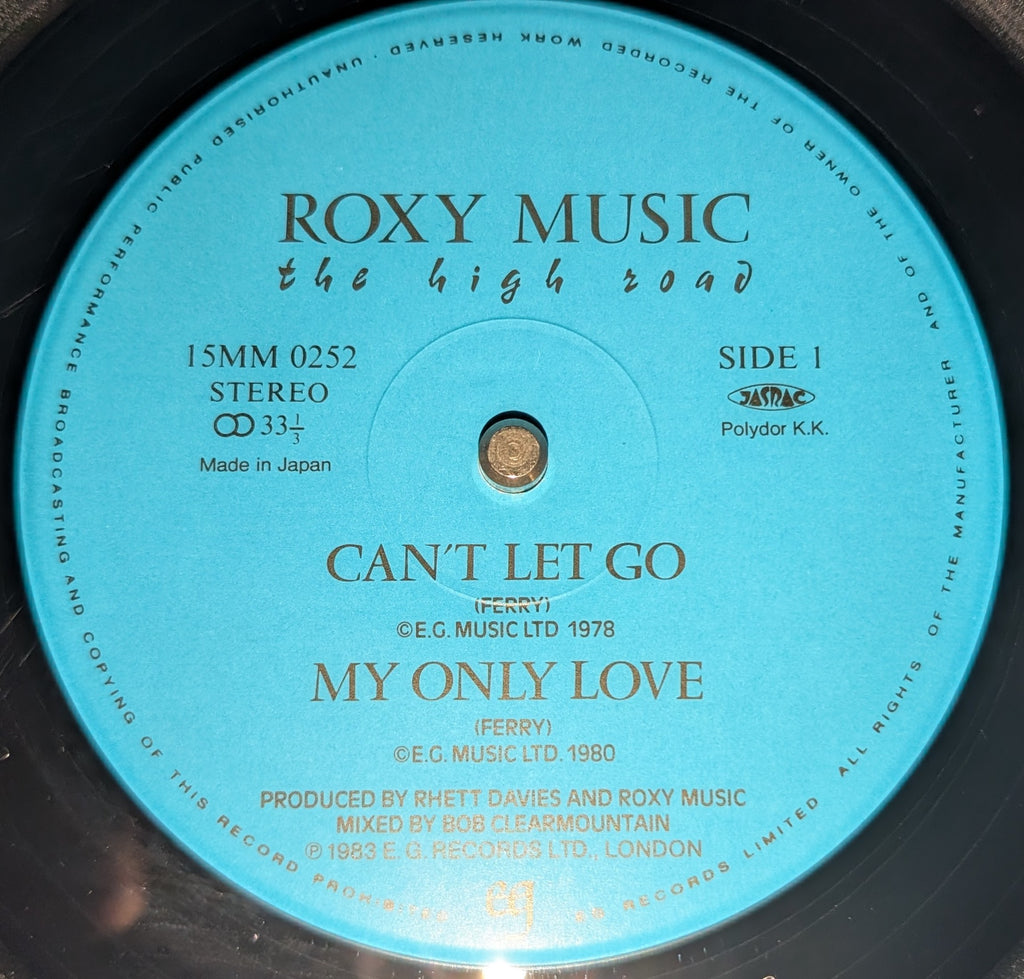 ROXY MUSIC
the high road
15MM 0252
STEREO
33⅓
Made in Japan
SIDE 1
JASRAC
Polydor K.K.
CAN'T LET GO
(FERRY)
©E.G. MUSIC LTD 1978
MY ONLY LOVE
(FERRY)
©E.G. MUSIC LTD. 1980
PRODUCED BY RHETT DAVIES AND ROXY MUSIC
MIXED BY BOB CLEARMOUNTAIN
℗ 1983 E. G. RECORDS LTD., LONDON
eg
EG RECORDS LIMITED ALL RIGHTS OF THE MANUFACTURER AND OF THE OWNER OF THE RECORDED WORK RESERVED · UNAUTHORISED PUBLIC PERFORMANCE BROADCASTING AND COPYING OF THIS RECORD PROHIBITED